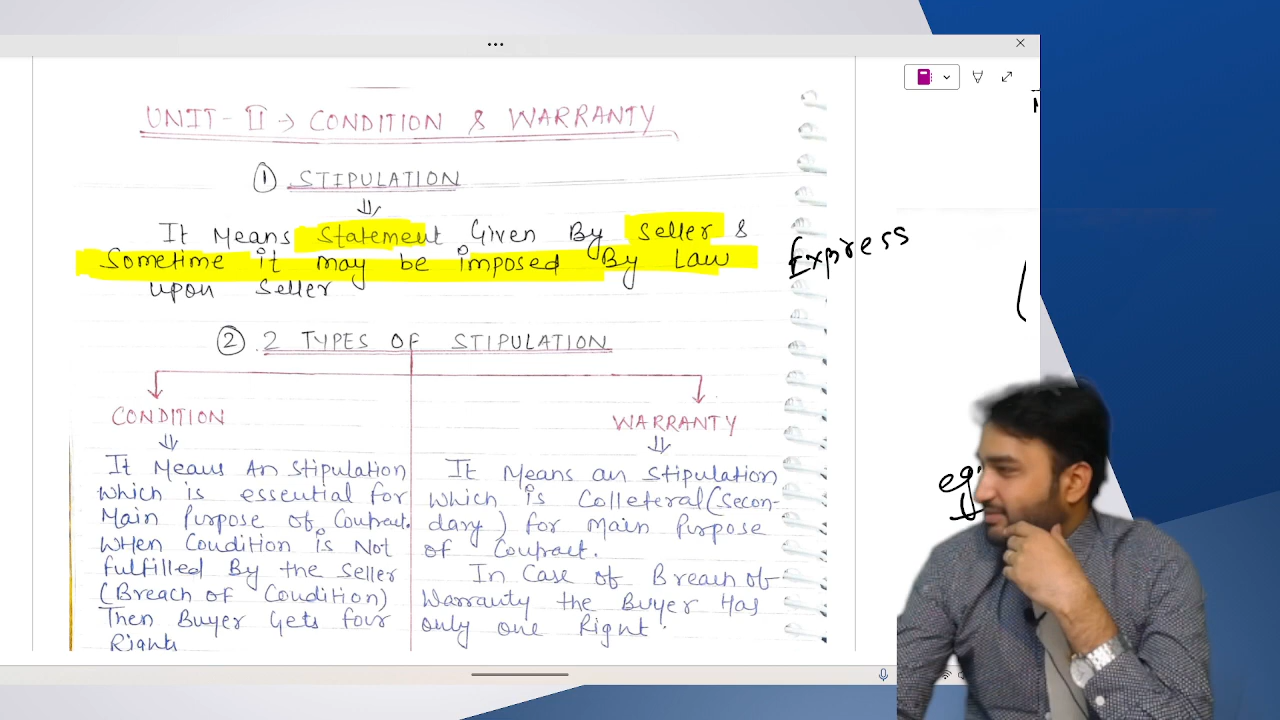 UNIT-II → CONDITION & WARRANTY
① STIPULATION
It Means Statement Given By Seller &
Sometime it may be imposed By Law
upon Seller
Express
② 2 TYPES OF STIPULATION
CONDITION
It Means An Stipulation
which is essential for
Main Purpose of Contract.
WHen Condition is Not
fulfilled By the Seller
(Breach of Condition)
Then Buyer Gets four
Rights
WARRANTY
It Means an Stipulation
which is Colleteral (Secon-
dary) for Main Purpose
of Contract.
In Case of Breach of
Warranty the Buyer Has
only one Right.